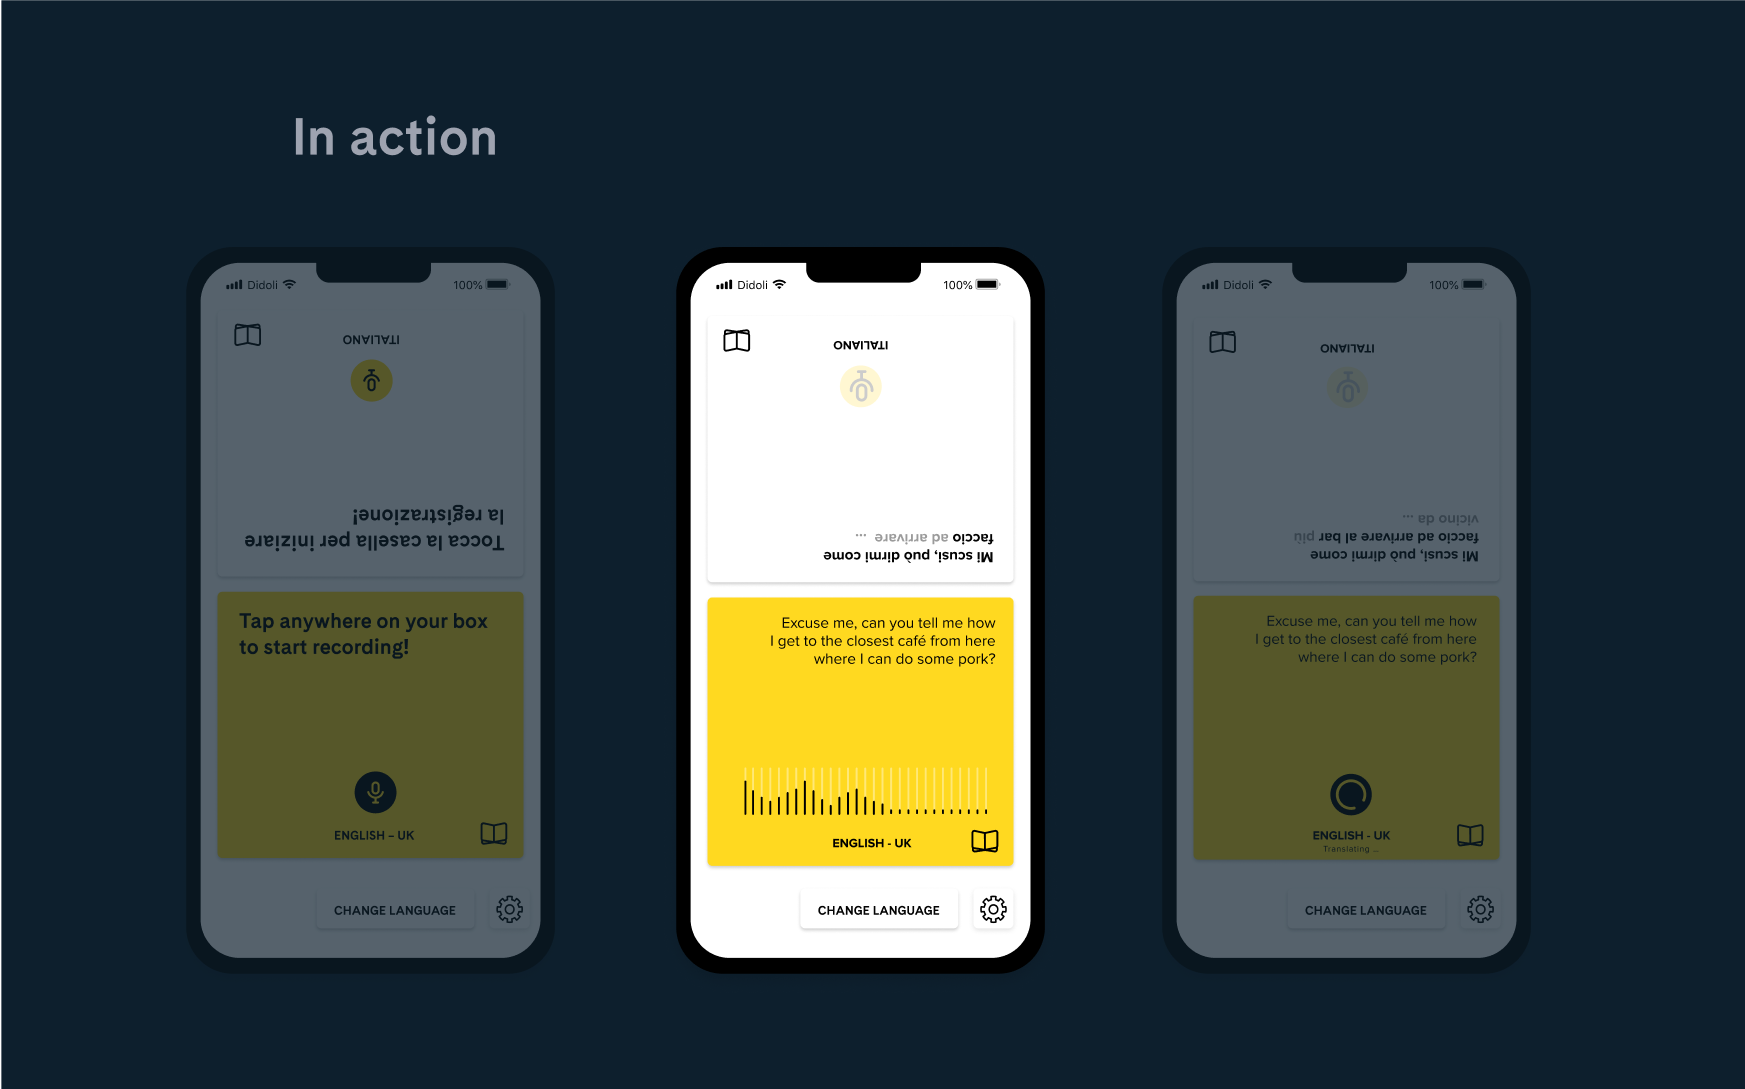 In action
Didoli
100%
ITALIANO
Tocca la casella per iniziare
la registrazione!
Tap anywhere on your box
to start recording!
ENGLISH – UK
CHANGE LANGUAGE
Didoli
100%
ITALIANO
Mi scusi, può dirmi come
faccio ad arrivare ...
Excuse me, can you tell me how
I get to the closest café from here
where I can do some pork?
ENGLISH - UK
CHANGE LANGUAGE
Didoli
100%
ITALIANO
Mi scusi, può dirmi come
faccio ad arrivare al bar più
vicino da ...
Excuse me, can you tell me how
I get to the closest café from here
where I can do some pork?
ENGLISH - UK
Translating ...
CHANGE LANGUAGE